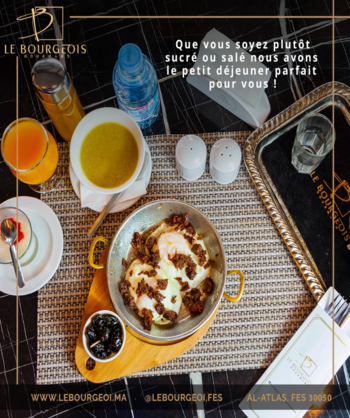 LE BOURGEOIS
Que vous soyez plutôt
sucré ou salé nous avons
le petit déjeuner parfait
pour vous !
LE BOURGEOIS
WWW.LEBOURGEOI.MA
@LEBOURGEOI.FES
AL-ATLAS, FES 30050